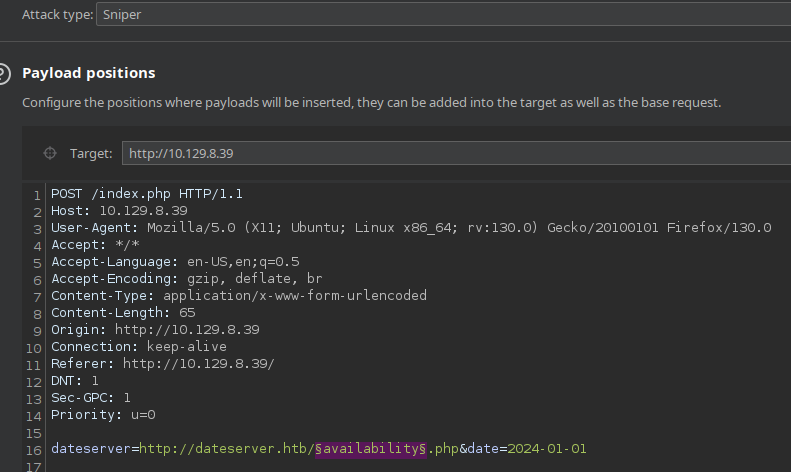 Attack type: Sniper
? Payload positions
Configure the positions where payloads will be inserted, they can be added into the target as well as the base request.
Target: http://10.129.8.39
1 POST /index.php HTTP/1.1
2 Host: 10.129.8.39
3 User-Agent: Mozilla/5.0 (X11; Ubuntu; Linux x86_64; rv:130.0) Gecko/20100101 Firefox/130.0
4 Accept: */*
5 Accept-Language: en-US,en;q=0.5
6 Accept-Encoding: gzip, deflate, br
7 Content-Type: application/x-www-form-urlencoded
8 Content-Length: 65
9 Origin: http://10.129.8.39
10 Connection: keep-alive
11 Referer: http://10.129.8.39/
12 DNT: 1
13 Sec-GPC: 1
14 Priority: u=0
15
16 dateserver=http://dateserver.htb/§availability§.php&date=2024-01-01
17